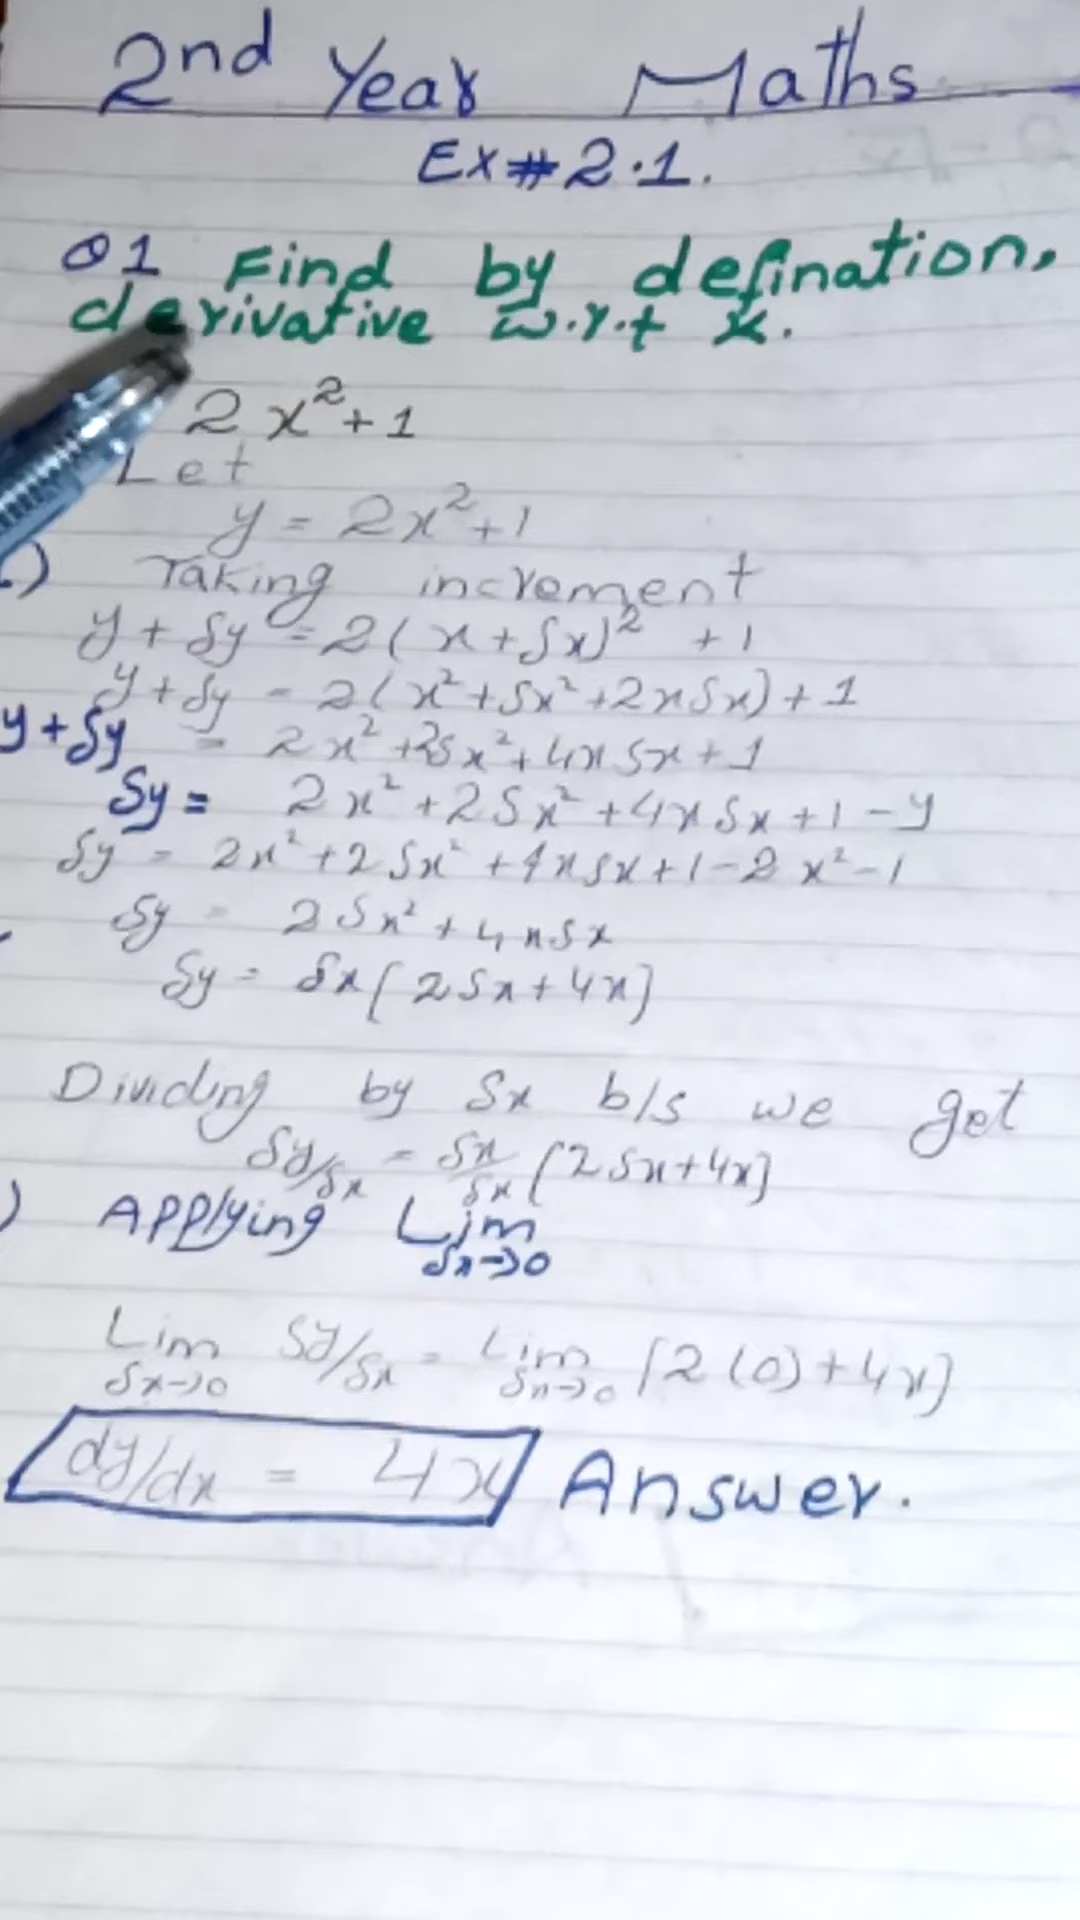 2nd Year Maths
Ex#2.1.
Q1 Find by defination,
derivative w.r.t x.
2x²+1
Let
y = 2x²+1
Taking increment
y + δy = 2(x+δx)² + 1
y + δy = 2(x²+δx²+2xδx)+1
y + δy = 2x²+2δx²+4xδx+1
δy = 2x²+2δx²+4xδx+1-y
δy = 2x²+2δx²+4xδx+1-2x²-1
δy = 2δx²+4xδx
δy = δx[2δx+4x]
Dividing by δx b/s we get
δy/δx = δx/δx [2δx+4x]
) Applying Lim δx→0
Lim δx→0 δy/δx = Lim δx→0 [2(0)+4x]
dy/dx = 4x Answer.